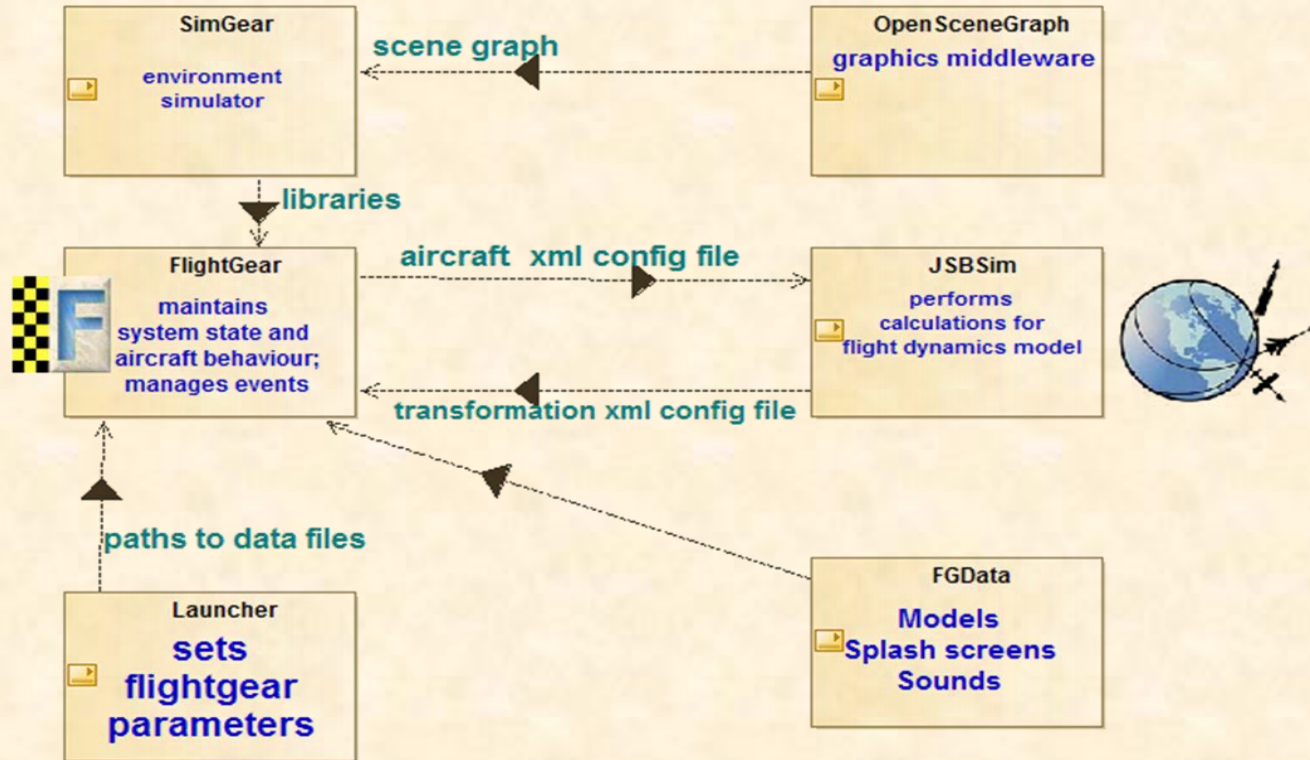 SimGear
environment
simulator
scene graph
OpenSceneGraph
graphics middleware
libraries
FlightGear
maintains
system state and
aircraft behaviour;
manages events
F
aircraft xml config file
JSBSim
performs
calculations for
flight dynamics model
transformation xml config file
paths to data files
Launcher
sets
flightgear
parameters
FGData
Models
Splash screens
Sounds